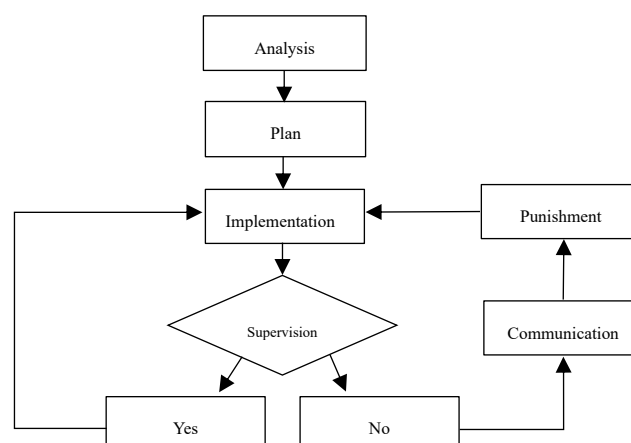 Analysis
Plan
Implementation
Punishment
Supervision
Communication
Yes
No